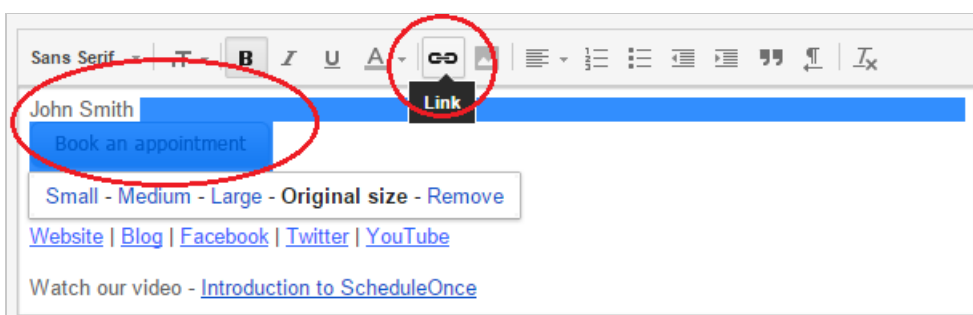 Sans Serif T B I U A Tx
Link
John Smith
Book an appointment
Small - Medium - Large - Original size - Remove
Website | Blog | Facebook | Twitter | YouTube
Watch our video - Introduction to ScheduleOnce